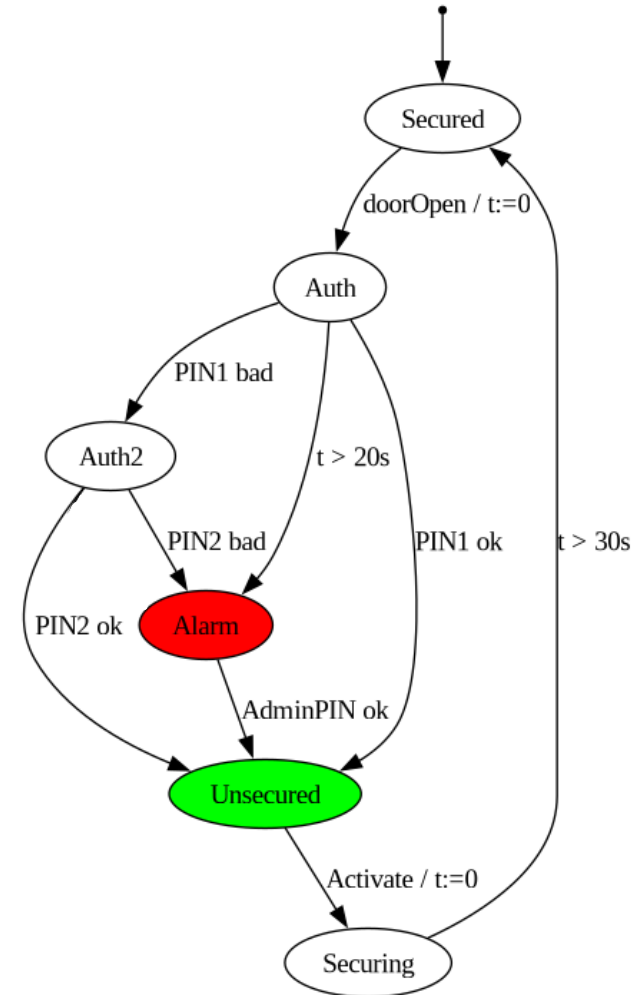 Secured
doorOpen / t:=0
Auth
PIN1 bad
Auth2
t > 20s
PIN2 bad
PIN1 ok
t > 30s
PIN2 ok
Alarm
AdminPIN ok
Unsecured
Activate / t:=0
Securing